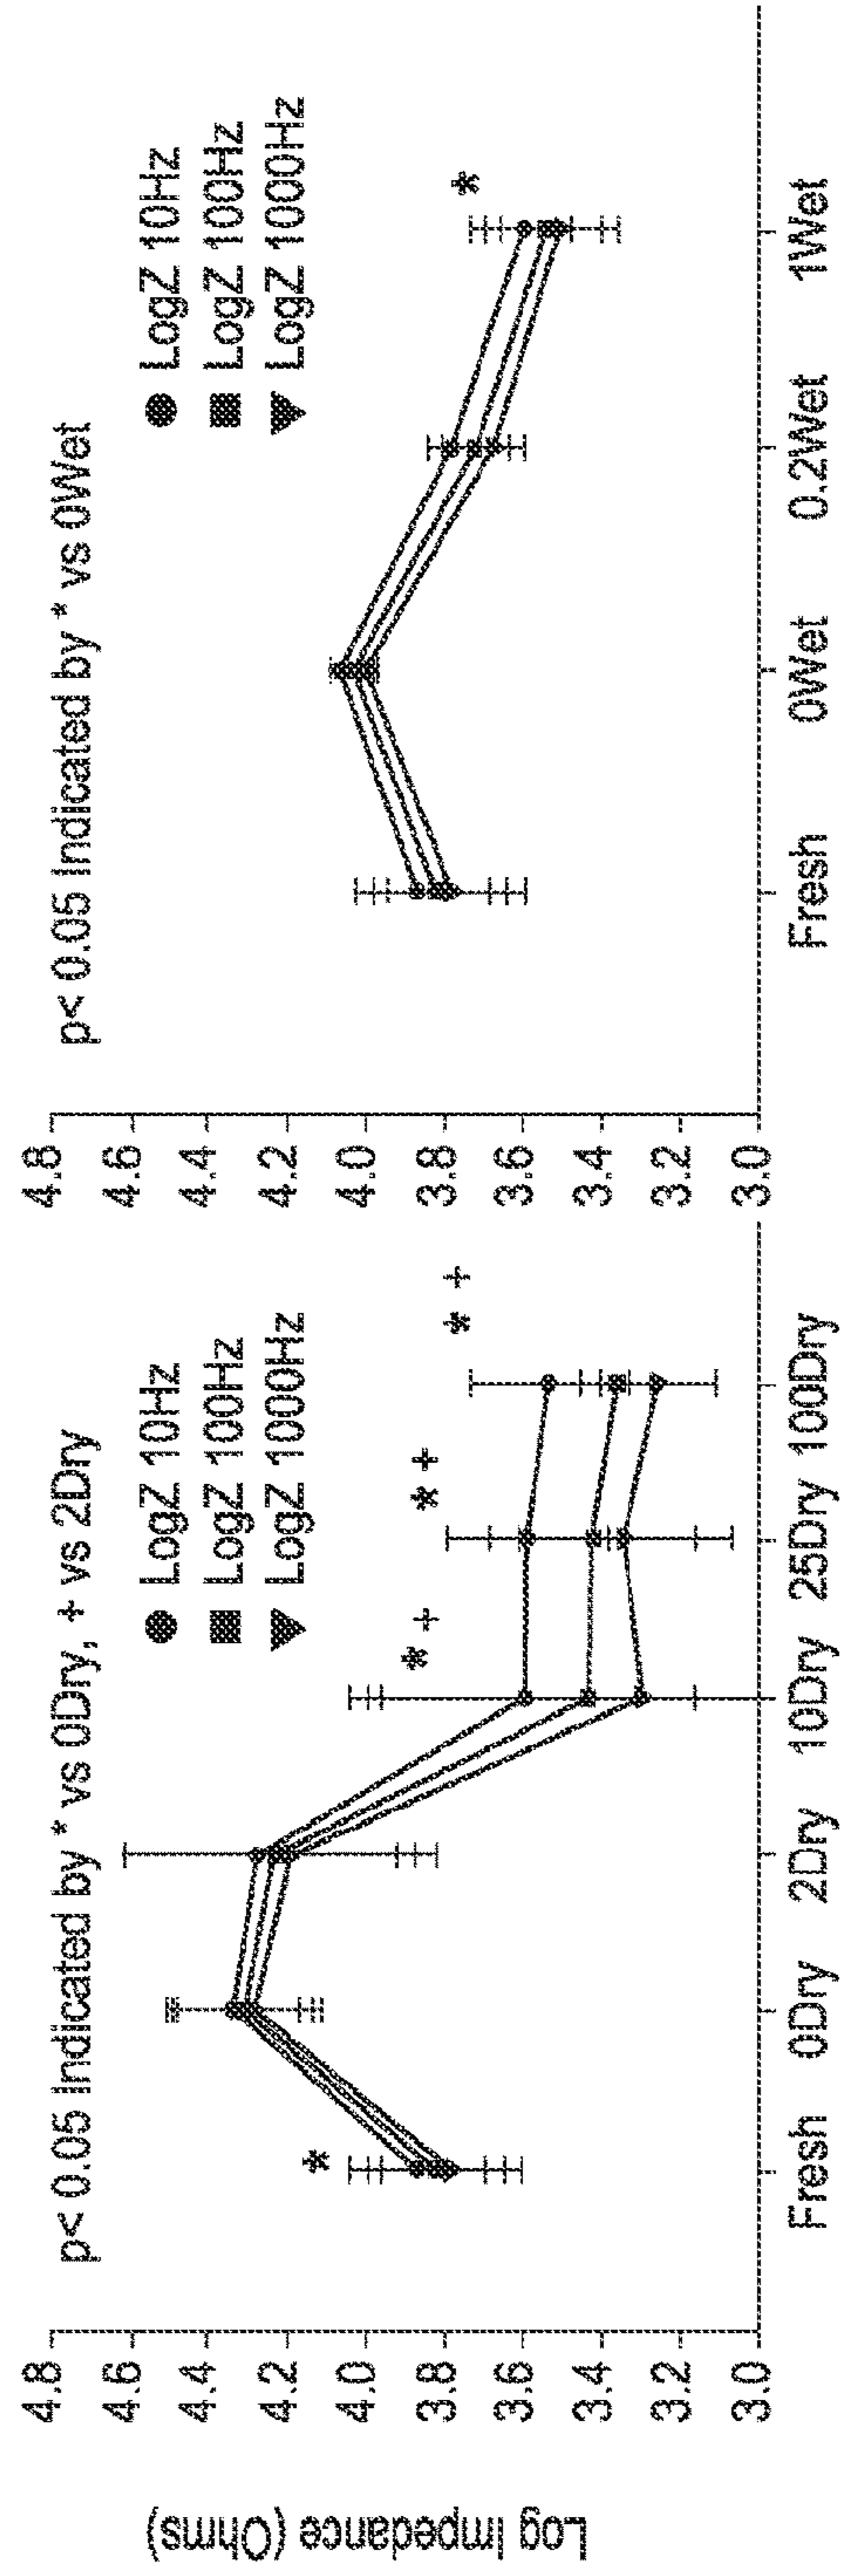 Log Impedance (Ohms)
p< 0.05 Indicated by * vs 0Dry, + vs 2Dry
LogZ 10Hz
LogZ 100Hz
LogZ 1000Hz
4.8
4.6
4.4
4.2
4.0
3.8
3.6
3.4
3.2
3.0
*
* +
* +
* +
Fresh 0Dry 2Dry 10Dry 25Dry 100Dry
p< 0.05 Indicated by * vs 0Wet
LogZ 10Hz
LogZ 100Hz
LogZ 1000Hz
4.8
4.6
4.4
4.2
4.0
3.8
3.6
3.4
3.2
3.0
*
Fresh 0Wet 0.2Wet 1Wet